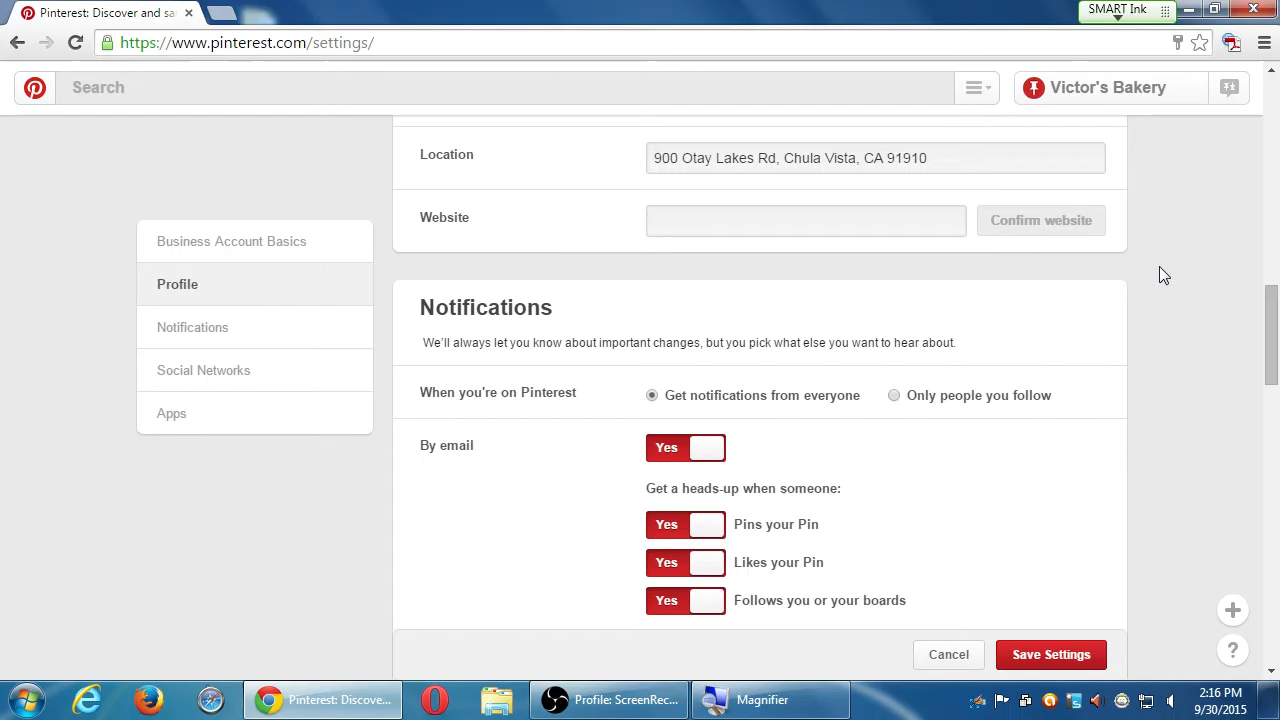 Pinterest: Discover and sa
SMART Ink
https://www.pinterest.com/settings/
Search
Victor's Bakery
Location
900 Otay Lakes Rd, Chula Vista, CA 91910
Website
Confirm website
Business Account Basics
Profile
Notifications
Social Networks
Apps
Notifications
We'll always let you know about important changes, but you pick what else you want to hear about.
When you're on Pinterest
Get notifications from everyone
Only people you follow
By email
Yes
Get a heads-up when someone:
Yes Pins your Pin
Yes Likes your Pin
Yes Follows you or your boards
+
?
Cancel
Save Settings
Pinterest: Discove...
Profile: ScreenRec...
Magnifier
2:16 PM
9/30/2015